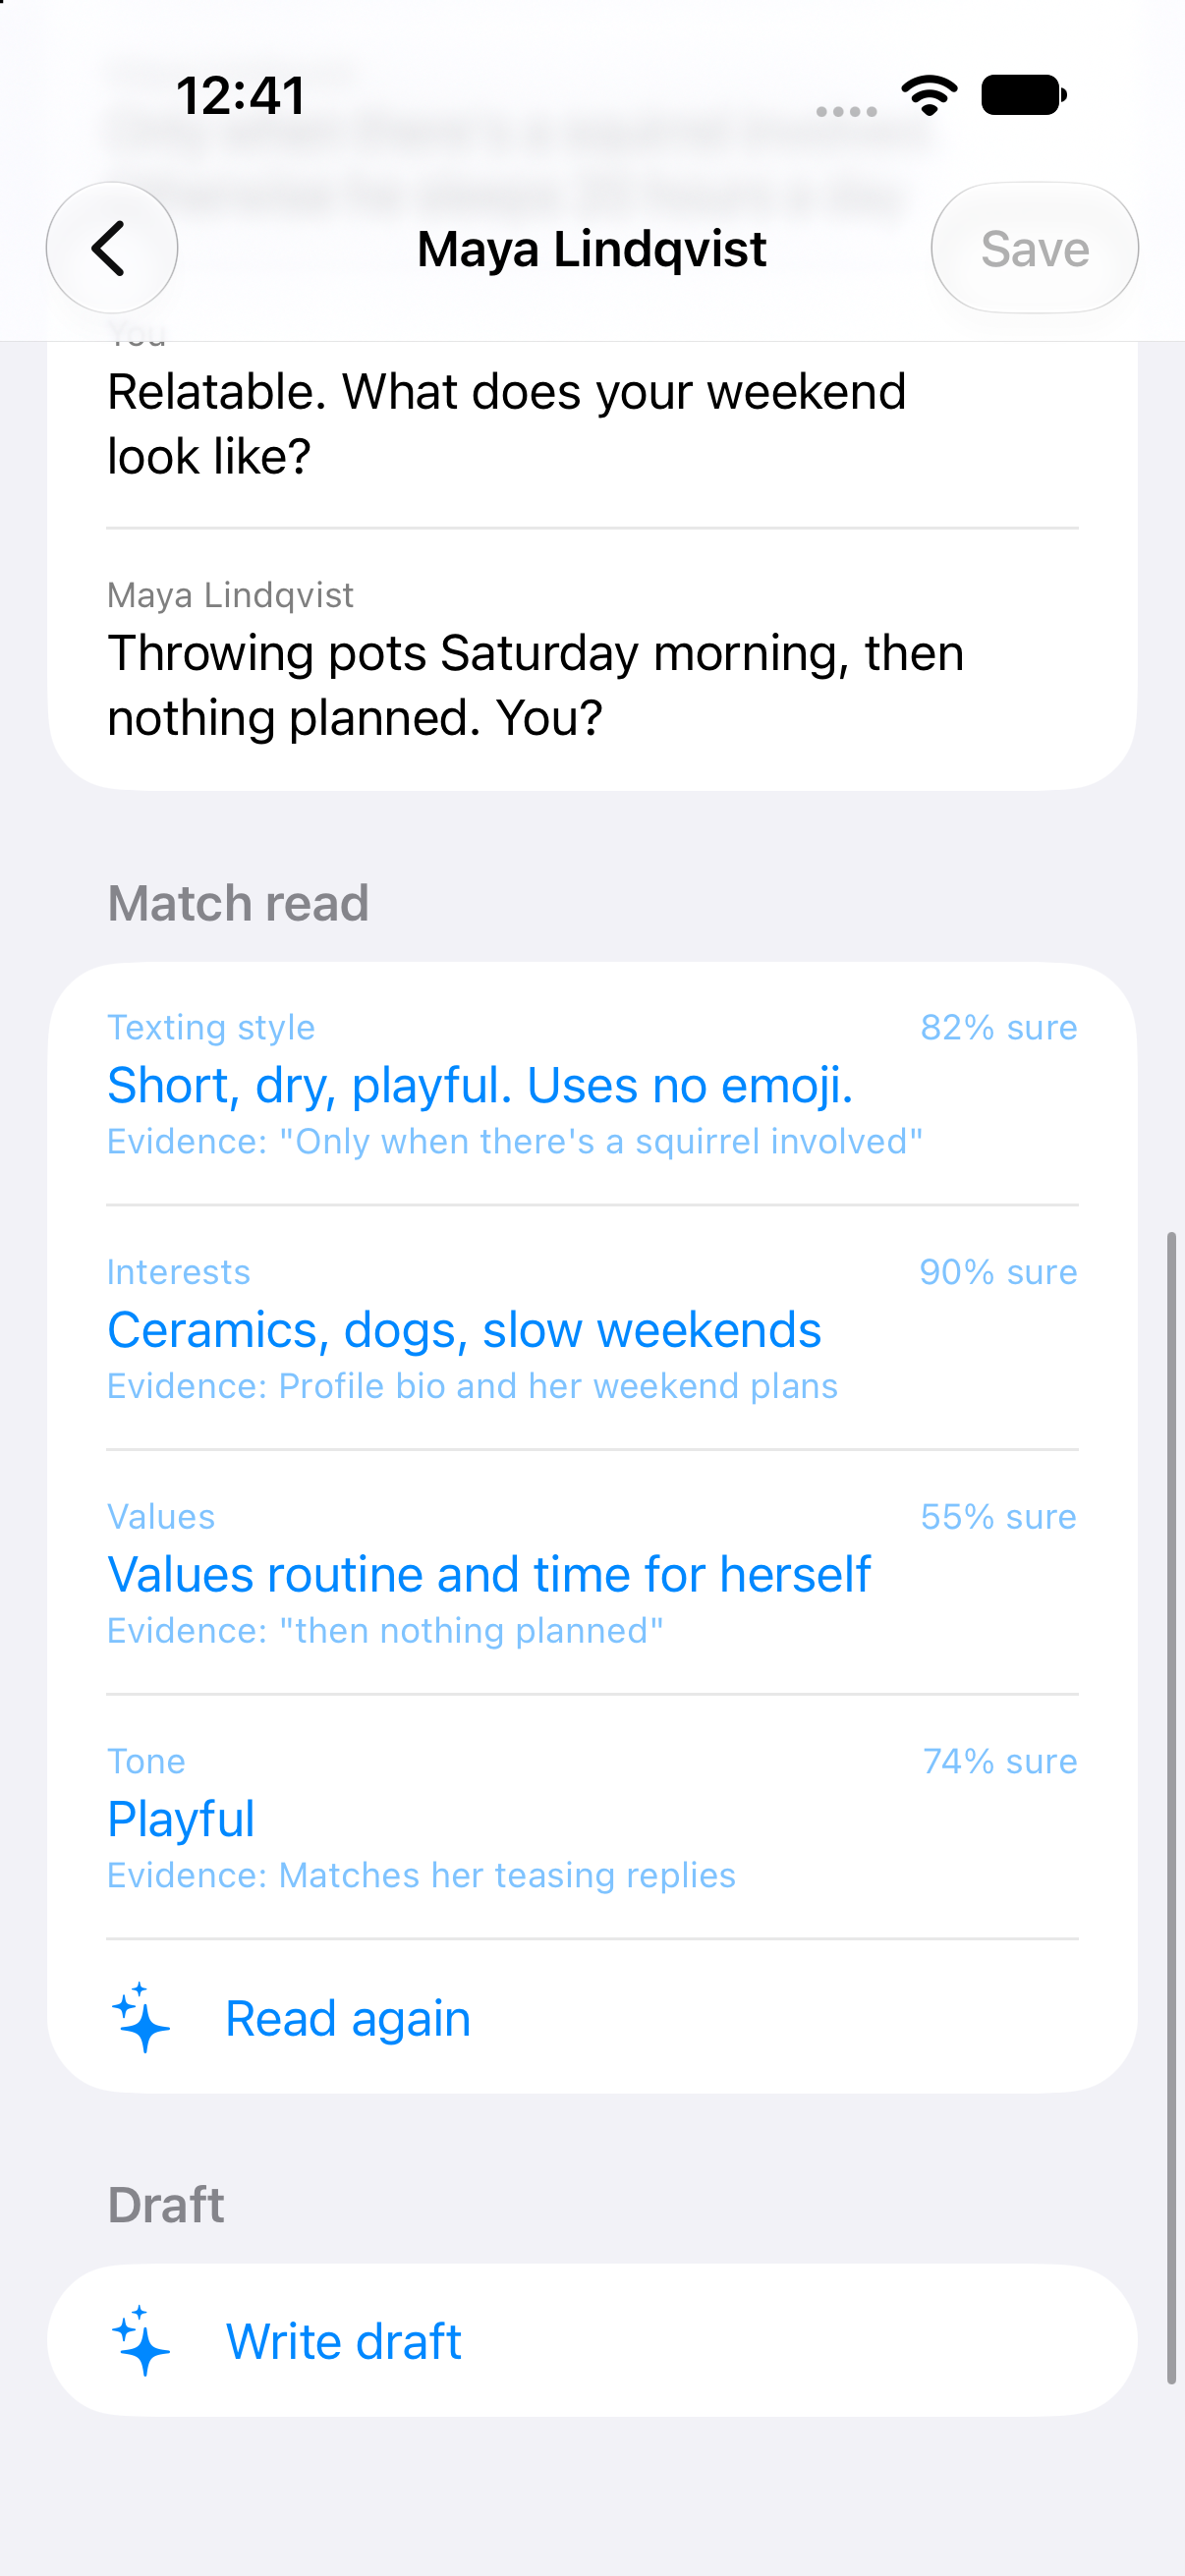 12:41
Maya Lindqvist
Save
You
Relatable. What does your weekend
look like?
Maya Lindqvist
Throwing pots Saturday morning, then
nothing planned. You?
Match read
Texting style
82% sure
Short, dry, playful. Uses no emoji.
Evidence: "Only when there's a squirrel involved"
Interests
90% sure
Ceramics, dogs, slow weekends
Evidence: Profile bio and her weekend plans
Values
55% sure
Values routine and time for herself
Evidence: "then nothing planned"
Tone
74% sure
Playful
Evidence: Matches her teasing replies
Read again
Draft
Write draft